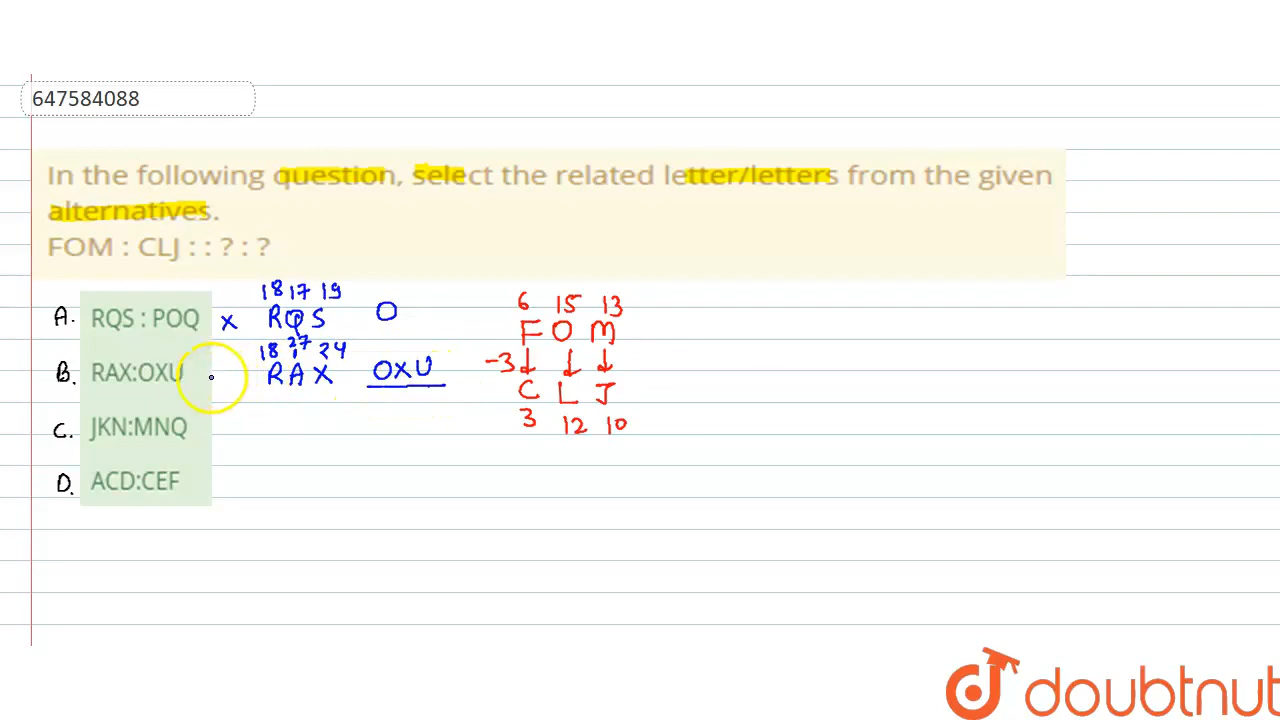 647584088
In the following question, select the related letter/letters from the given
alternatives.
FOM : CLJ : : ? : ?
A. RQS : POQ x
18 17 19
RQS O
B. RAX:OXU
18 27 24
RAX OXU
C. JKN:MNQ
D. ACD:CEF
6 15 13
F O M
-3
C L J
3 12 10
doubtnut